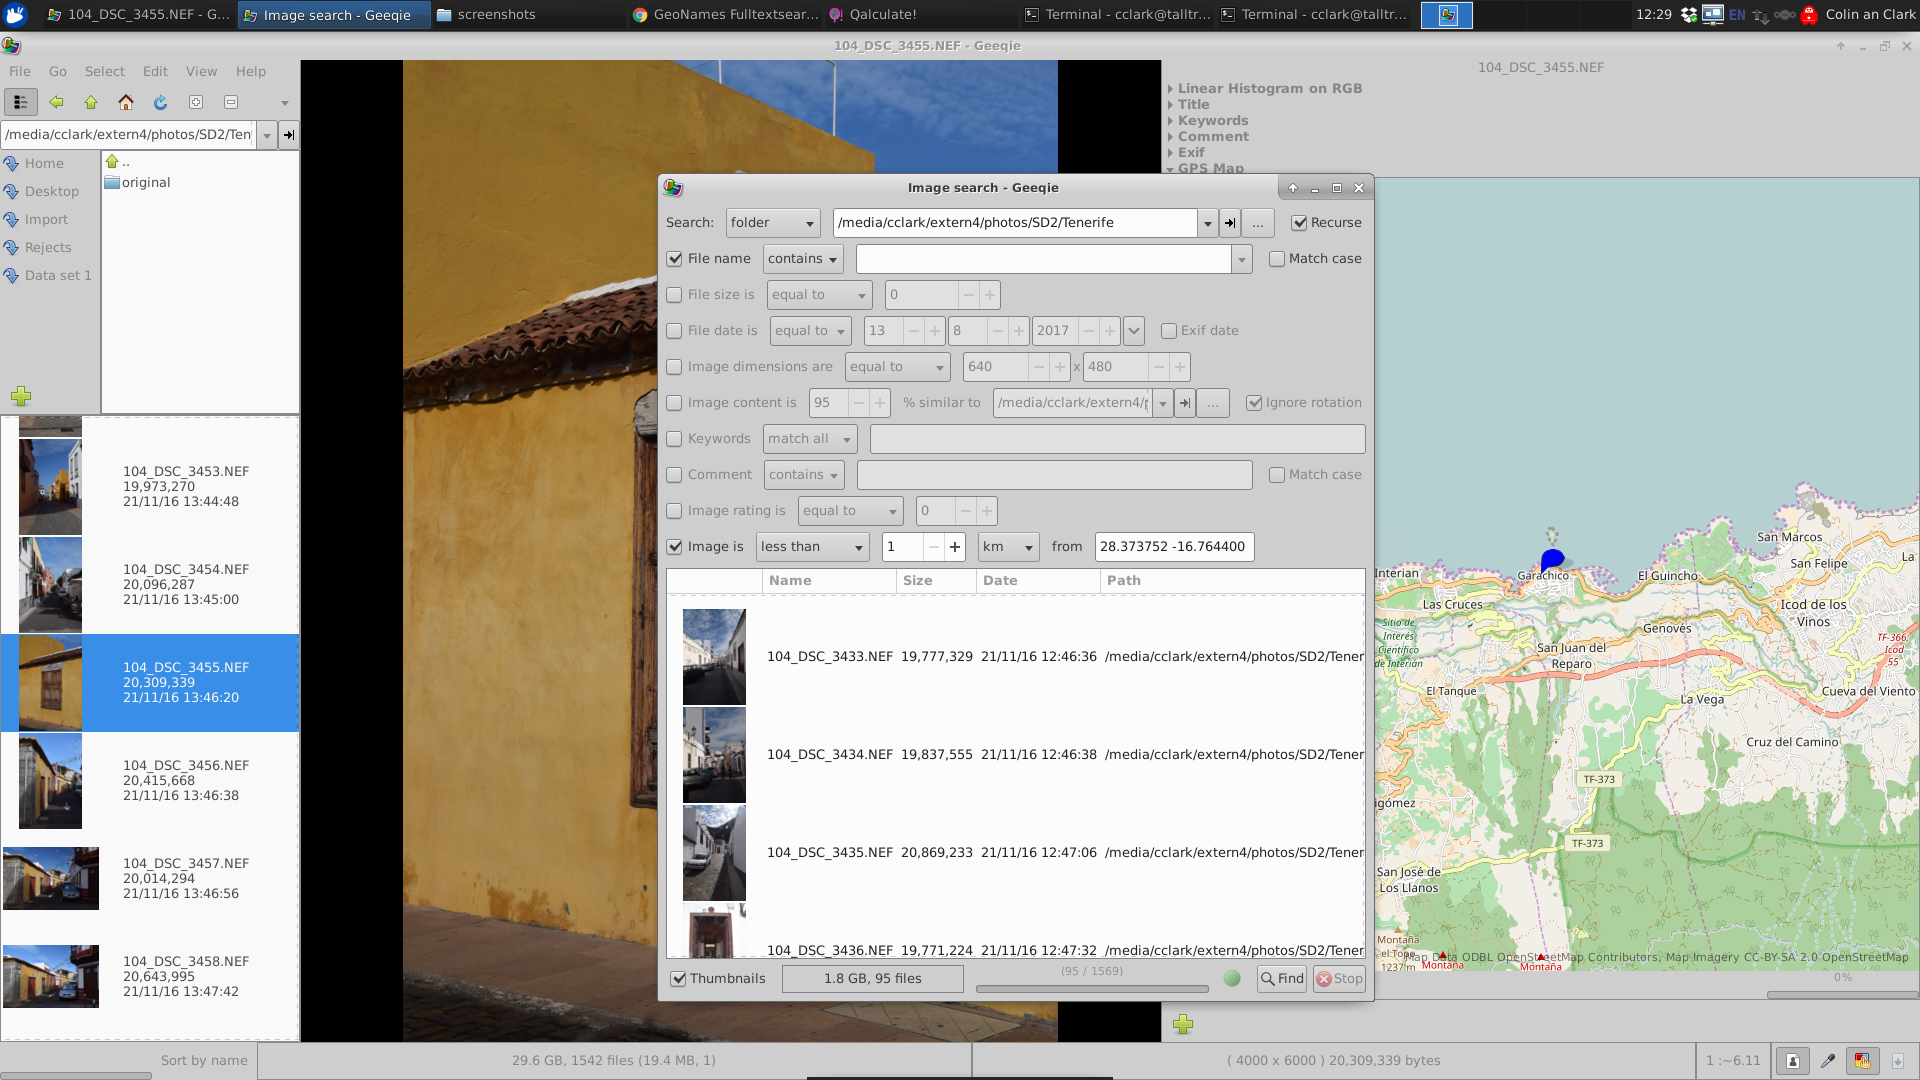 104_DSC_3455.NEF - G...
Image search - Geeqie
screenshots
GeoNames Fulltextsear...
Qalculate!
Terminal - cclark@talltr...
Terminal - cclark@talltr...
12:29
EN
Colin an Clark
104_DSC_3455.NEF - Geeqie
File Go Select Edit View Help
/media/cclark/extern4/photos/SD2/Ten
Home
Desktop
Import
Rejects
Data set 1
..
original
104_DSC_3453.NEF
19,973,270
21/11/16 13:44:48
104_DSC_3454.NEF
20,096,287
21/11/16 13:45:00
104_DSC_3455.NEF
20,309,339
21/11/16 13:46:20
104_DSC_3456.NEF
20,415,668
21/11/16 13:46:38
104_DSC_3457.NEF
20,014,294
21/11/16 13:46:56
104_DSC_3458.NEF
20,643,995
21/11/16 13:47:42
104_DSC_3455.NEF
Linear Histogram on RGB
Title
Keywords
Comment
Exif
GPS Map
Image search - Geeqie
Search: folder /media/cclark/extern4/photos/SD2/Tenerife ... Recurse
File name contains Match case
File size is equal to 0
File date is equal to 13 8 2017 Exif date
Image dimensions are equal to 640 x 480
Image content is 95 % similar to /media/cclark/extern4/ ... Ignore rotation
Keywords match all
Comment contains Match case
Image rating is equal to 0
Image is less than 1 km from 28.373752 -16.764400
Name Size Date Path
104_DSC_3433.NEF 19,777,329 21/11/16 12:46:36 /media/cclark/extern4/photos/SD2/Tener
104_DSC_3434.NEF 19,837,555 21/11/16 12:46:38 /media/cclark/extern4/photos/SD2/Tener
104_DSC_3435.NEF 20,869,233 21/11/16 12:47:06 /media/cclark/extern4/photos/SD2/Tener
104_DSC_3436.NEF 19,771,224 21/11/16 12:47:32 /media/cclark/extern4/photos/SD2/Tener
Thumbnails
1.8 GB, 95 files
(95 / 1569)
Find
Stop
San Marcos
La
San Felipe
Interian
Garachico
El Guincho
Las Cruces
Icod de los
Vinos
Sitio de
Interés
Científico
de Interián
Genovés
TF-366,
Icod
55
San Juan del
Reparo
El Tanque
La Vega
Cueva del Viento
Cruz del Camino
TF-373
igómez
TF-373
San José de
Los Llanos
Montaña
el Topo
1237 m
Montaña
Montaña
Map Data ODBL OpenStreetMap Contributors, Map Imagery CC-BY-SA 2.0 OpenStreetMap
0%
Sort by name
29.6 GB, 1542 files (19.4 MB, 1)
( 4000 x 6000 ) 20,309,339 bytes
1 :~6.11